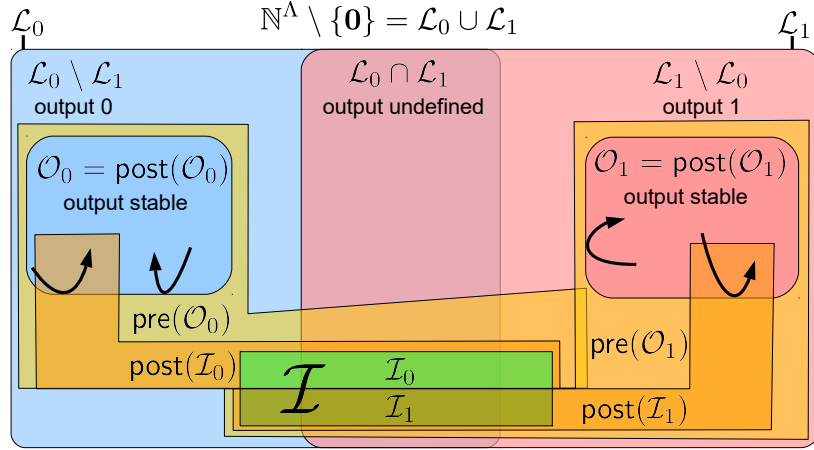 ℒ₀
ℕ^Λ \ {𝟎} = ℒ₀ ∪ ℒ₁
ℒ₁
ℒ₀ \ ℒ₁
output 0
ℒ₀ ∩ ℒ₁
output undefined
ℒ₁ \ ℒ₀
output 1
𝒪₀ = post(𝒪₀)
output stable
𝒪₁ = post(𝒪₁)
output stable
pre(𝒪₀)
pre(𝒪₁)
post(ℐ₀)
ℐ
ℐ₀
ℐ₁
post(ℐ₁)